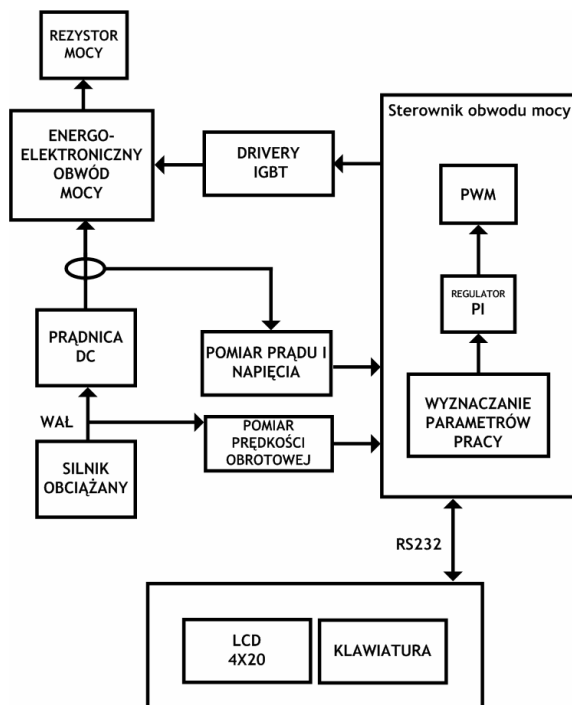 REZYSTOR
MOCY
Sterownik obwodu mocy
ENERGO-
ELEKTRONICZNY
OBWÓD
MOCY
DRIVERY
IGBT
PWM
REGULATOR
PI
PRĄDNICA
DC
POMIAR PRĄDU I
NAPIĘCIA
WYZNACZANIE
PARAMETRÓW
PRACY
WAŁ
POMIAR
PRĘDKOŚCI
OBROTOWEJ
SILNIK
OBCIĄŻANY
RS232
LCD
4X20
KLAWIATURA